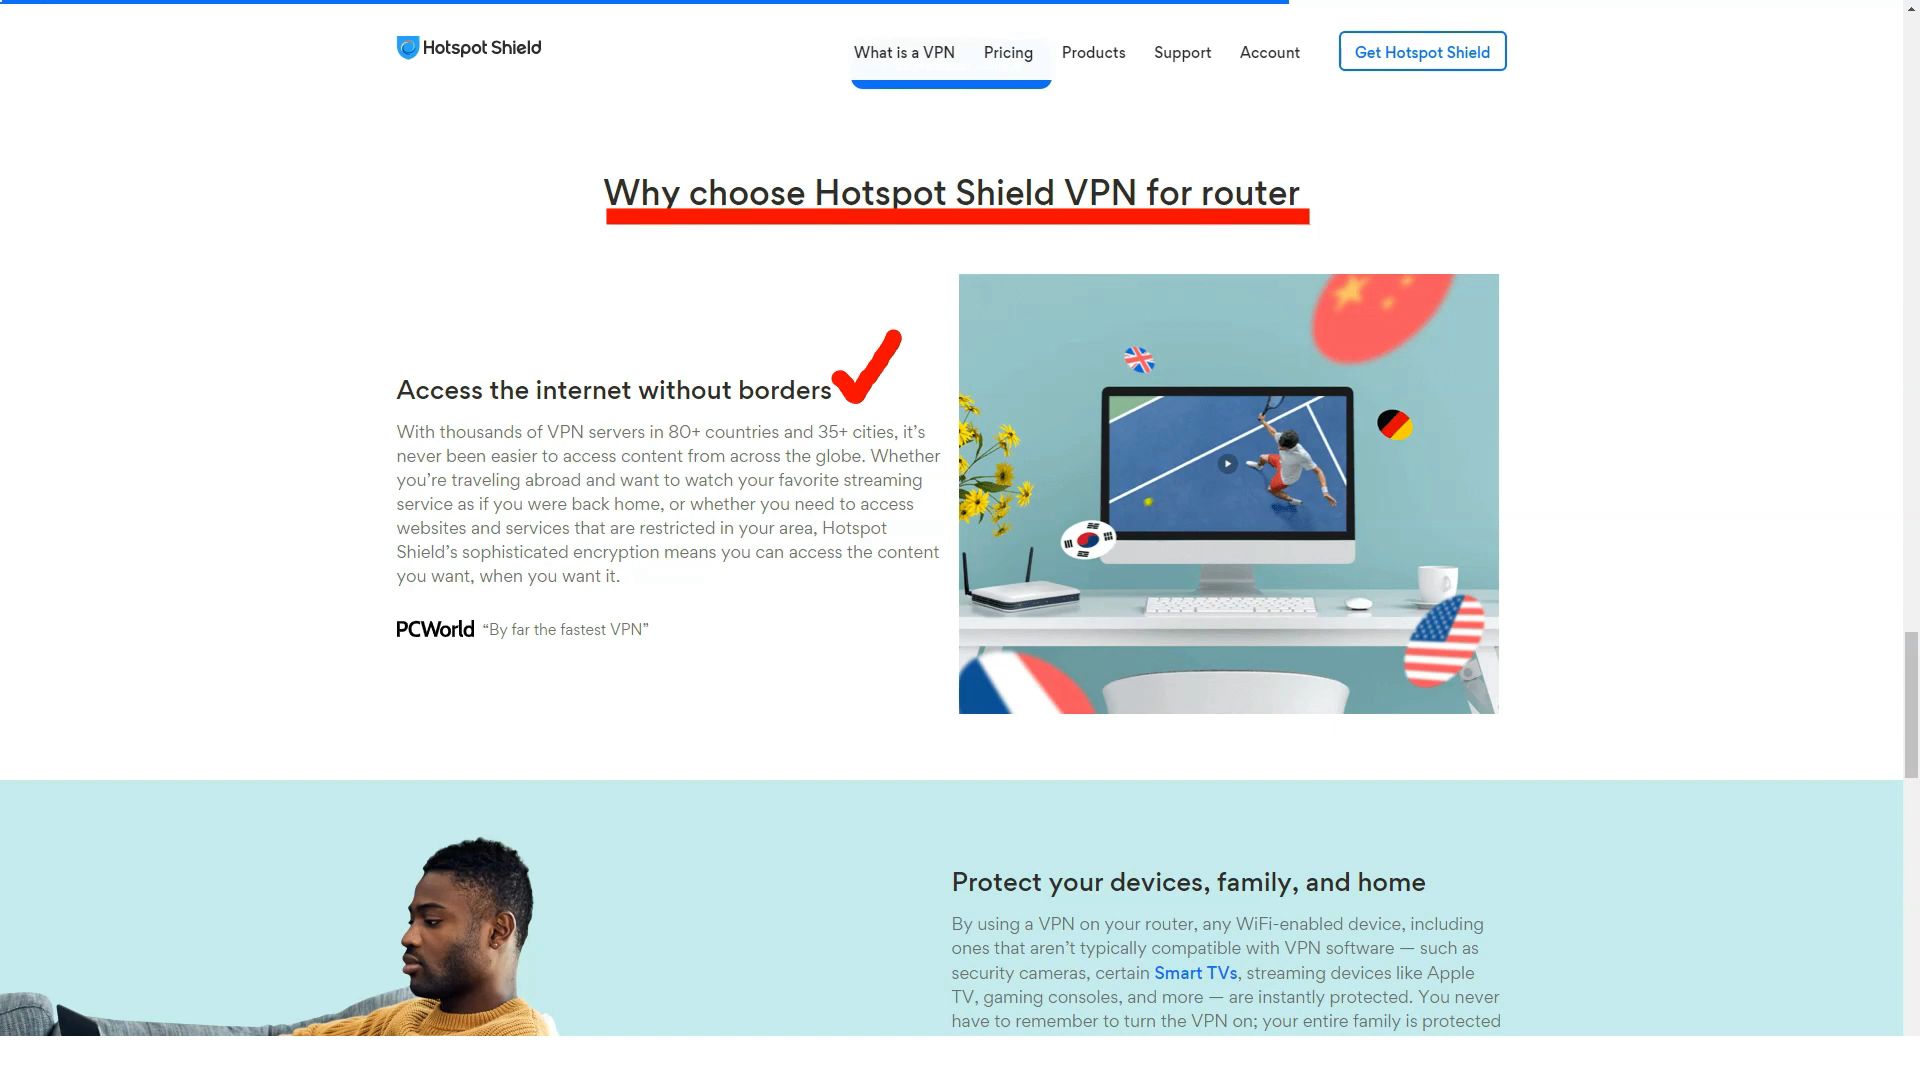 Hotspot Shield
What is a VPN Pricing Products Support Account Get Hotspot Shield
Why choose Hotspot Shield VPN for router
Access the internet without borders
With thousands of VPN servers in 80+ countries and 35+ cities, it’s
never been easier to access content from across the globe. Whether
you’re traveling abroad and want to watch your favorite streaming
service as if you were back home, or whether you need to access
websites and services that are restricted in your area, Hotspot
Shield’s sophisticated encryption means you can access the content
you want, when you want it.
PCWorld “By far the fastest VPN”
Protect your devices, family, and home
By using a VPN on your router, any WiFi-enabled device, including
ones that aren’t typically compatible with VPN software — such as
security cameras, certain Smart TVs, streaming devices like Apple
TV, gaming consoles, and more — are instantly protected. You never
have to remember to turn the VPN on; your entire family is protected